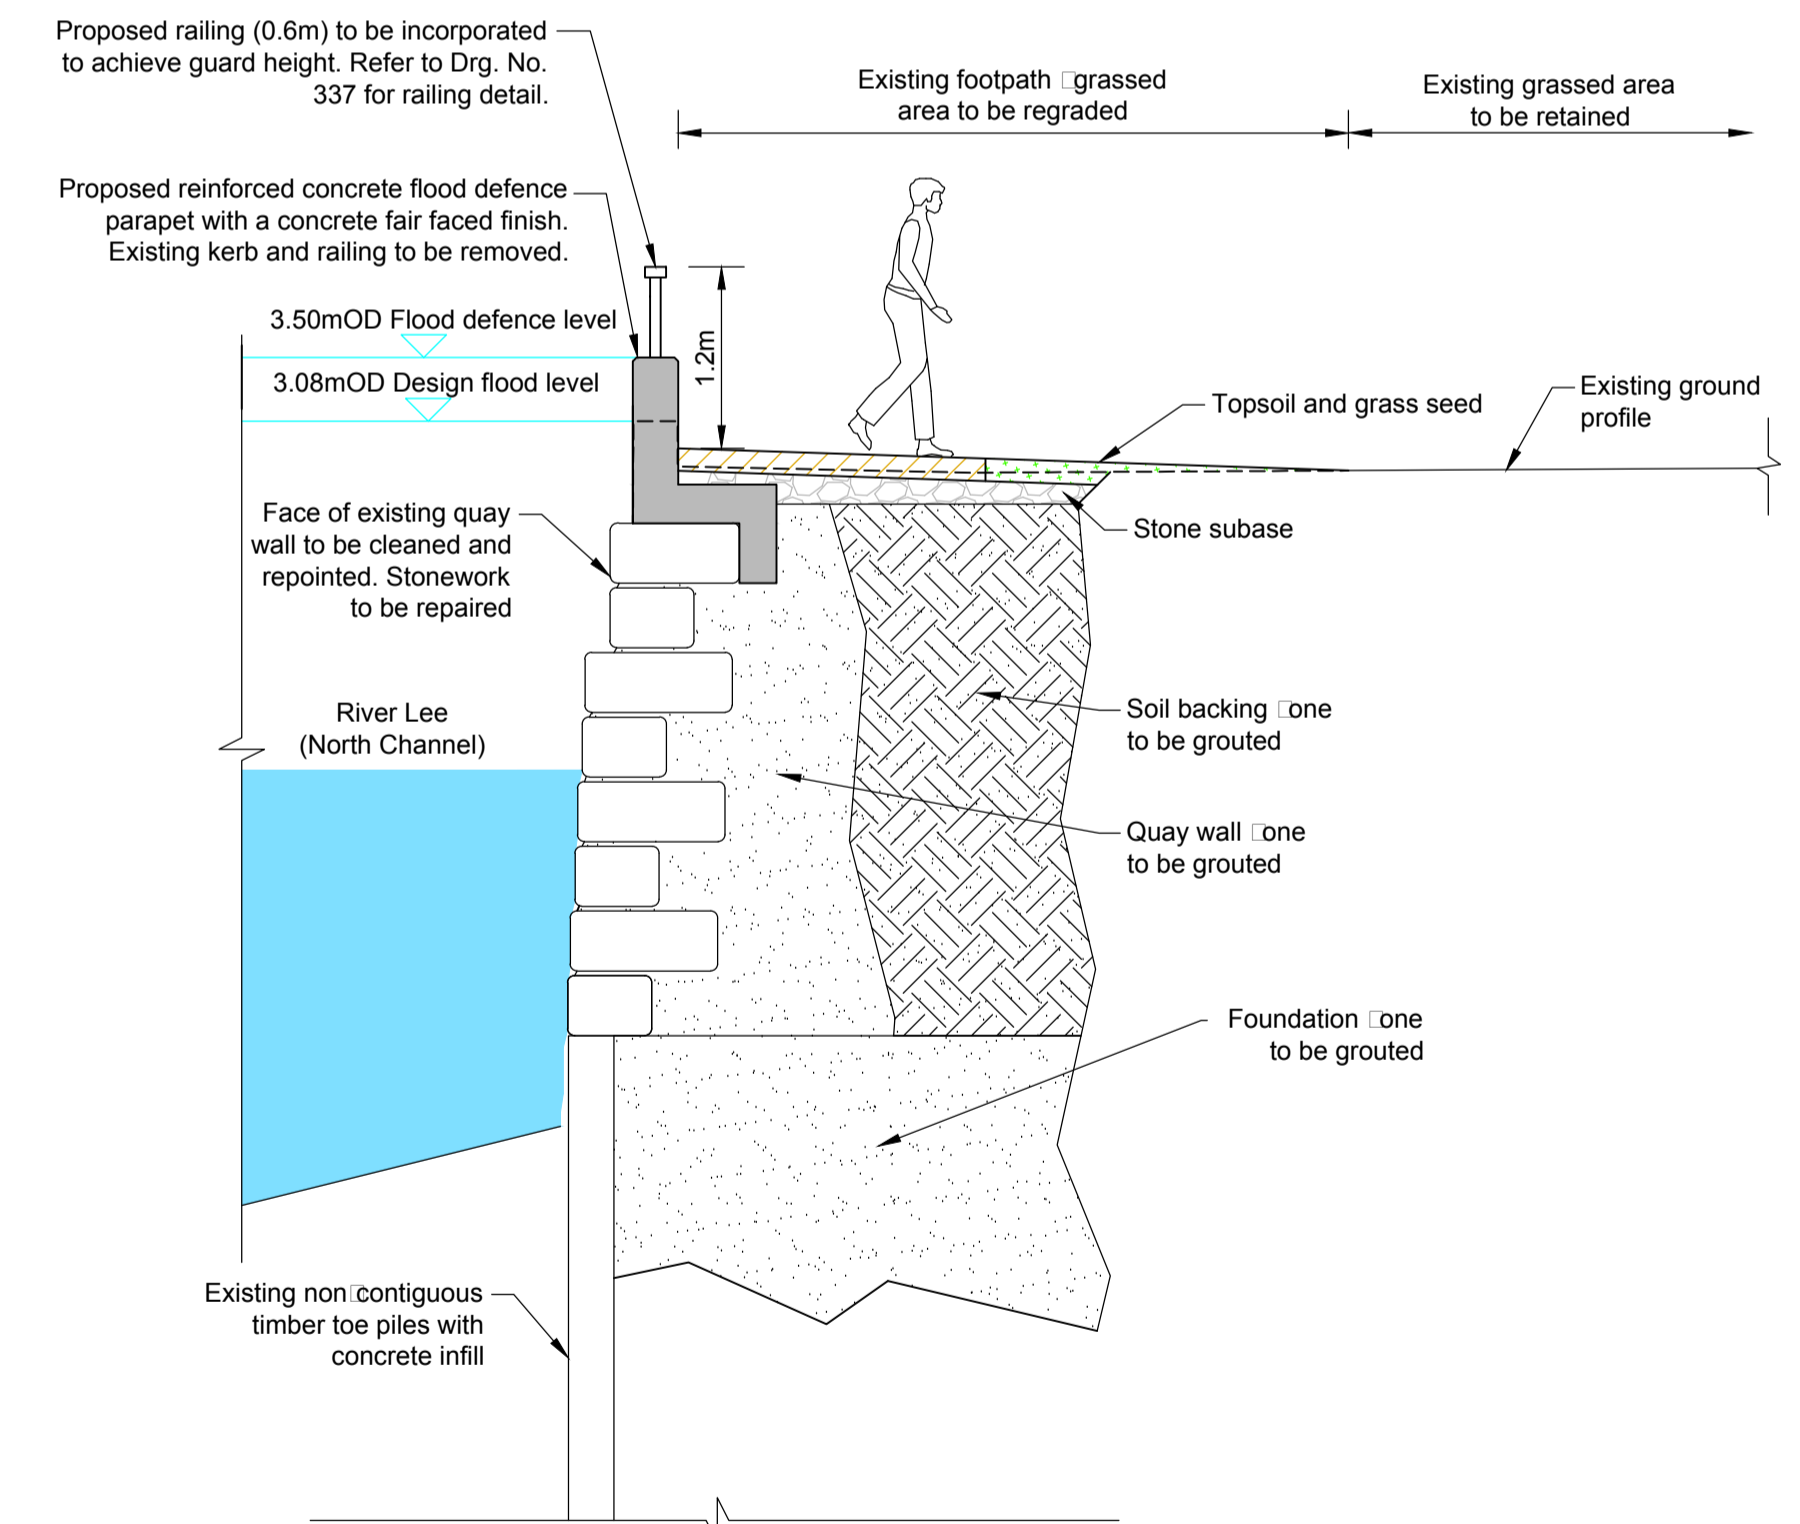 Proposed railing (0.6m) to be incorporated
to achieve guard height. Refer to Drg. No.
337 for railing detail.
Existing footpath □grassed
area to be regraded
Existing grassed area
to be retained
Proposed reinforced concrete flood defence
parapet with a concrete fair faced finish.
Existing kerb and railing to be removed.
3.50mOD Flood defence level
3.08mOD Design flood level
1.2m
Topsoil and grass seed
Existing ground
profile
Face of existing quay
wall to be cleaned and
repointed. Stonework
to be repaired
Stone subase
River Lee
(North Channel)
Soil backing □one
to be grouted
Quay wall □one
to be grouted
Foundation □one
to be grouted
Existing non□contiguous
timber toe piles with
concrete infill